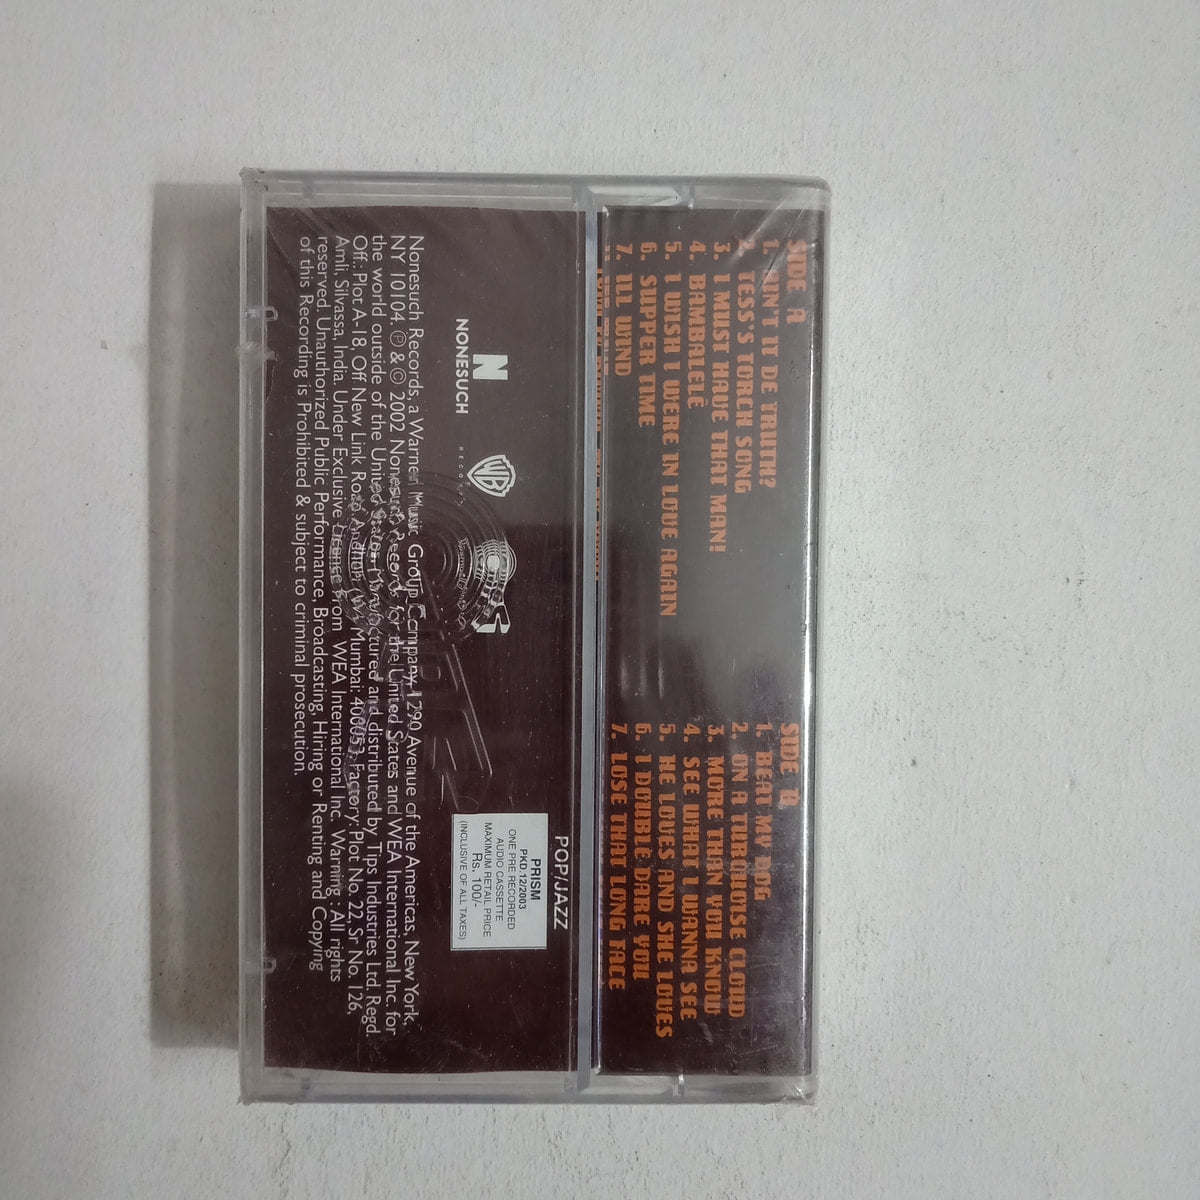 SIDE A
1. AIN'T IT DE TRUTH?
2. TESS'S TORCH SONG
3. I MUST HAVE THAT MAN!
4. BAMBALELÊ
5. I WISH I WERE IN LOVE AGAIN
6. SUPPER TIME
7. ILL WIND
SIDE B
1. BEAT MY DOG
2. ON A TURQUOISE CLOUD
3. MORE THAN YOU KNOW
4. SEE WHAT I WANNA SEE
5. HE LOVES AND SHE LOVES
6. I DOUBLE DARE YOU
7. LOSE THAT LONG FACE
POP/JAZZ
PRISM
PKD.12/2003
ONE PRE RECORDED
AUDIO CASSETTE
MAXIMUM RETAIL PRICE
Rs. 100/-
(INCLUSIVE OF ALL TAXES)
N
NONESUCH
WB
RECORDS
TIPS
Nonesuch Records, a Warner Music Group Company, 1290 Avenue of the Americas, New York,
NY 10104. ℗ & © 2002 Nonesuch Records for the United States and WEA International Inc. for
the world outside of the United States. Manufactured and distributed by Tips Industries Ltd. Regd.
Off. Plot A-18, Off New Link Road, Andheri (W), Mumbai: 400053, Factory: Plot No. 22, Sr No. 126,
Amli, Silvassa, India. Under Exclusive Licence from WEA International Inc. Warning : All rights
reserved. Unauthorized Public Performance, Broadcasting, Hiring or Renting and Copying
of this Recording is Prohibited & subject to criminal prosecution.